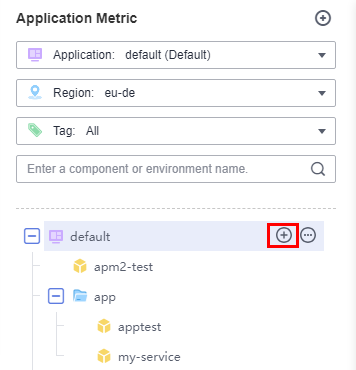 Application Metric
Application: default (Default)
Region: eu-de
Tag: All
Enter a component or environment name.
default
apm2-test
app
apptest
my-service